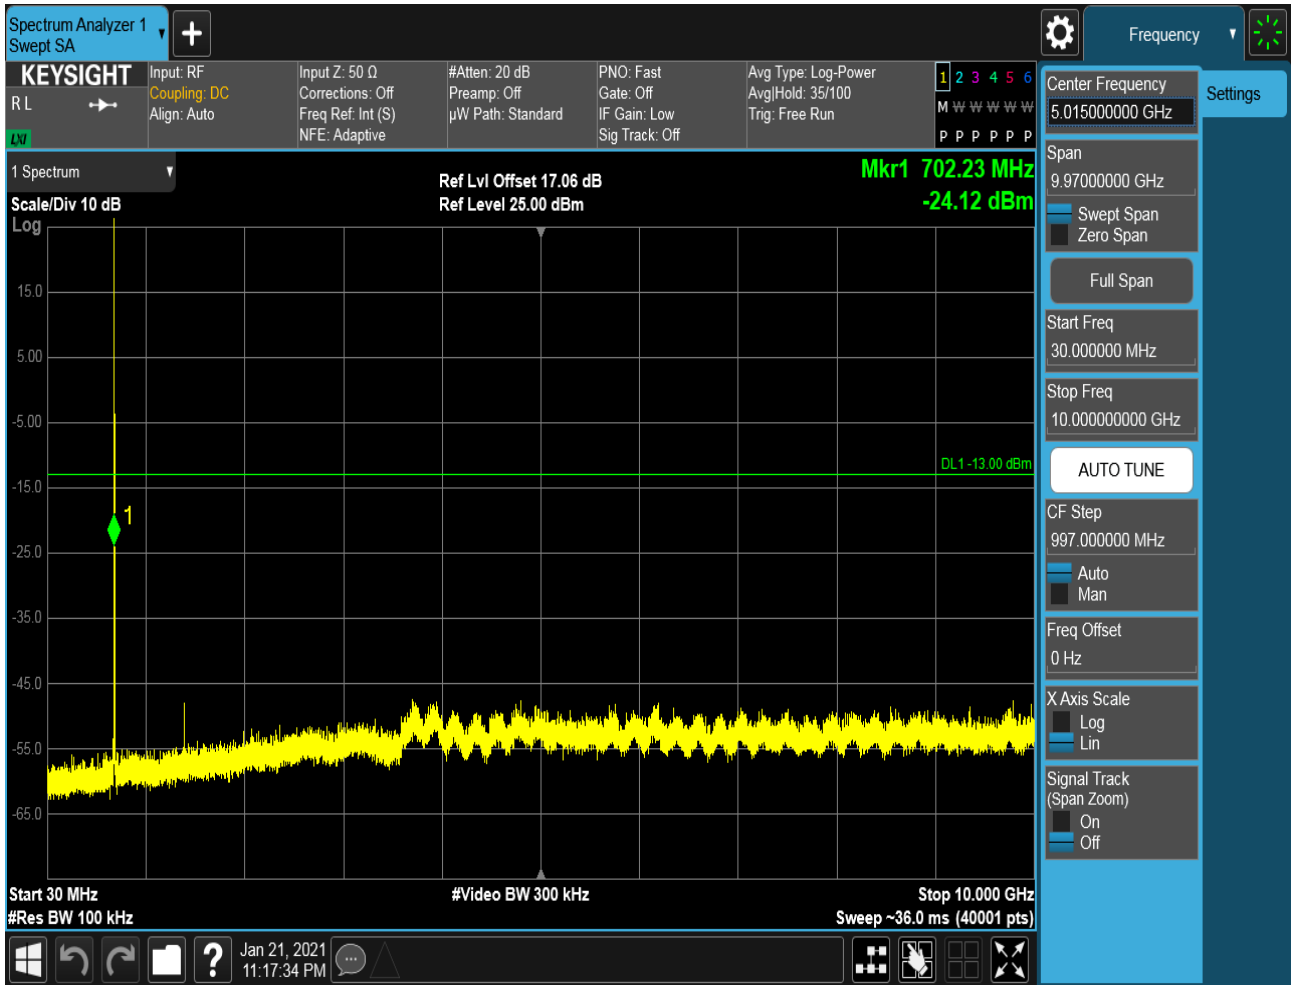 Spectrum Analyzer 1
Swept SA
Frequency
KEYSIGHT
R L
LXI
Input: RF
Coupling: DC
Align: Auto
Input Z: 50 Ω
Corrections: Off
Freq Ref: Int (S)
NFE: Adaptive
#Atten: 20 dB
Preamp: Off
µW Path: Standard
PNO: Fast
Gate: Off
IF Gain: Low
Sig Track: Off
Avg Type: Log-Power
Avg|Hold: 35/100
Trig: Free Run
1 2 3 4 5 6
M W W W W W
P P P P P P
1 Spectrum
Scale/Div 10 dB
Log
Ref Lvl Offset 17.06 dB
Ref Level 25.00 dBm
Mkr1 702.23 MHz
-24.12 dBm
15.0
5.00
-5.00
DL1 -13.00 dBm
-15.0
1
-25.0
-35.0
-45.0
-55.0
-65.0
Start 30 MHz
#Video BW 300 kHz
Stop 10.000 GHz
#Res BW 100 kHz
Sweep ~36.0 ms (40001 pts)
Jan 21, 2021
11:17:34 PM
Center Frequency
5.015000000 GHz
Settings
Span
9.97000000 GHz
Swept Span
Zero Span
Full Span
Start Freq
30.000000 MHz
Stop Freq
10.000000000 GHz
AUTO TUNE
CF Step
997.000000 MHz
Auto
Man
Freq Offset
0 Hz
X Axis Scale
Log
Lin
Signal Track
(Span Zoom)
On
Off